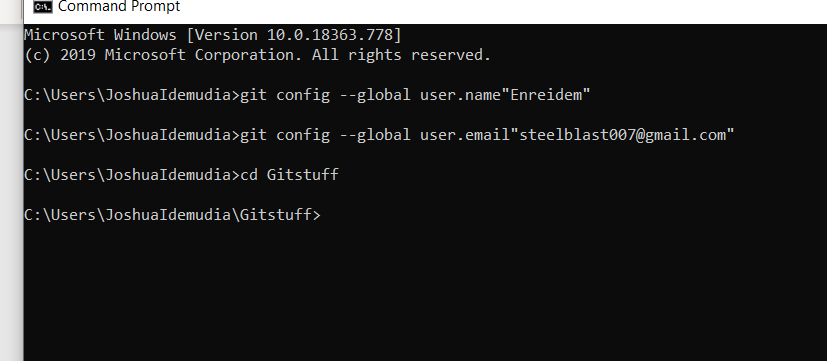 Command Prompt
Microsoft Windows [Version 10.0.18363.778]
(c) 2019 Microsoft Corporation. All rights reserved.
C:\Users\JoshuaIdemudia>git config --global user.name"Enreidem"
C:\Users\JoshuaIdemudia>git config --global user.email"steelblast007@gmail.com"
C:\Users\JoshuaIdemudia>cd Gitstuff
C:\Users\JoshuaIdemudia\Gitstuff>